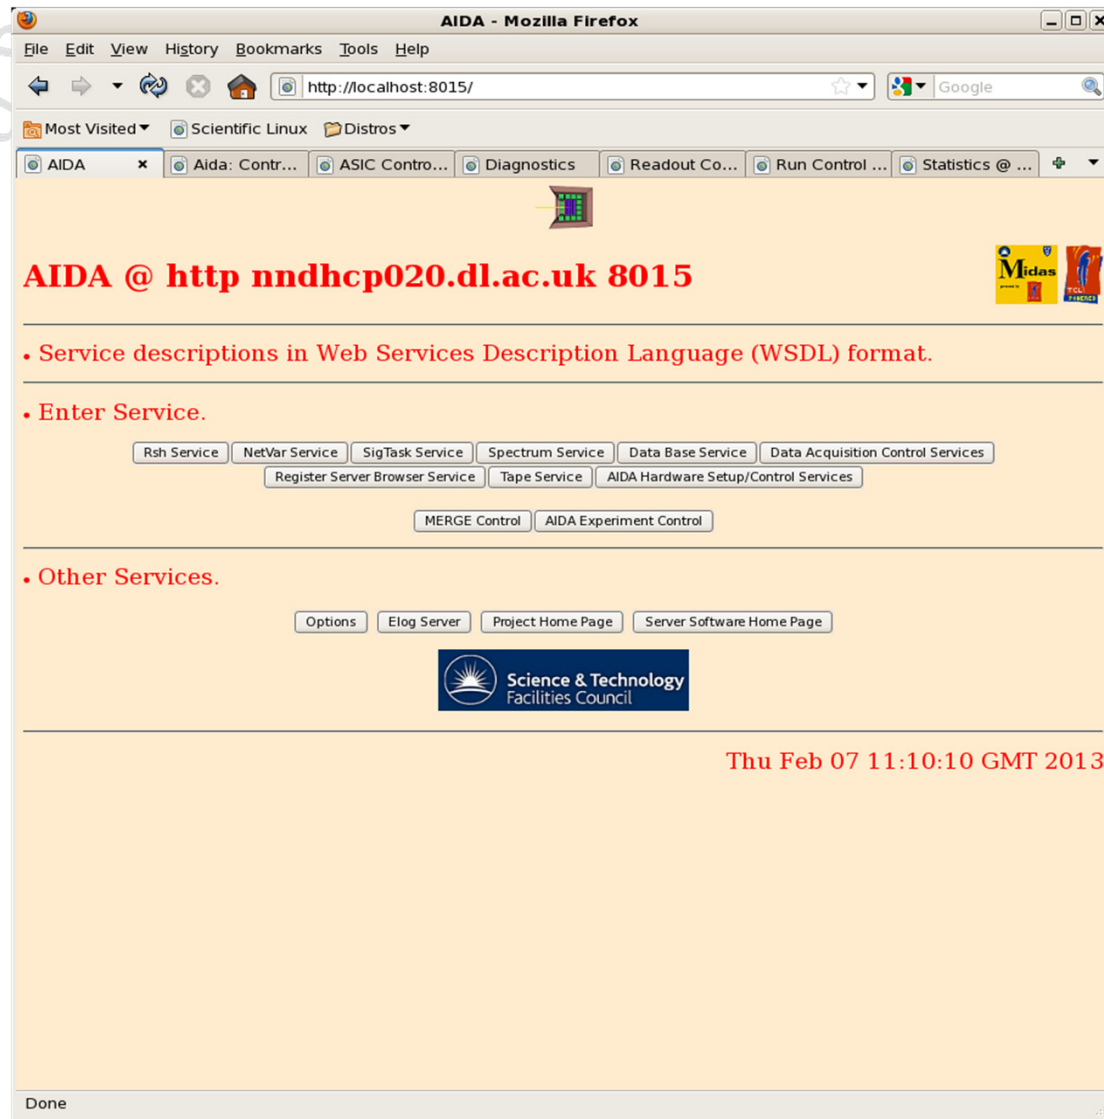 AIDA - Mozilla Firefox
File Edit View History Bookmarks Tools Help
http://localhost:8015/ Google
Most Visited Scientific Linux Distros
AIDA Aida: Contr... ASIC Contro... Diagnostics Readout Co... Run Control ... Statistics @ ...
AIDA @ http nndhcp020.dl.ac.uk 8015
Midas
TCL
POWERED
• Service descriptions in Web Services Description Language (WSDL) format.
• Enter Service.
Rsh Service NetVar Service SigTask Service Spectrum Service Data Base Service Data Acquisition Control Services
Register Server Browser Service Tape Service AIDA Hardware Setup/Control Services
MERGE Control AIDA Experiment Control
• Other Services.
Options Elog Server Project Home Page Server Software Home Page
Science & Technology
Facilities Council
Thu Feb 07 11:10:10 GMT 2013
Done